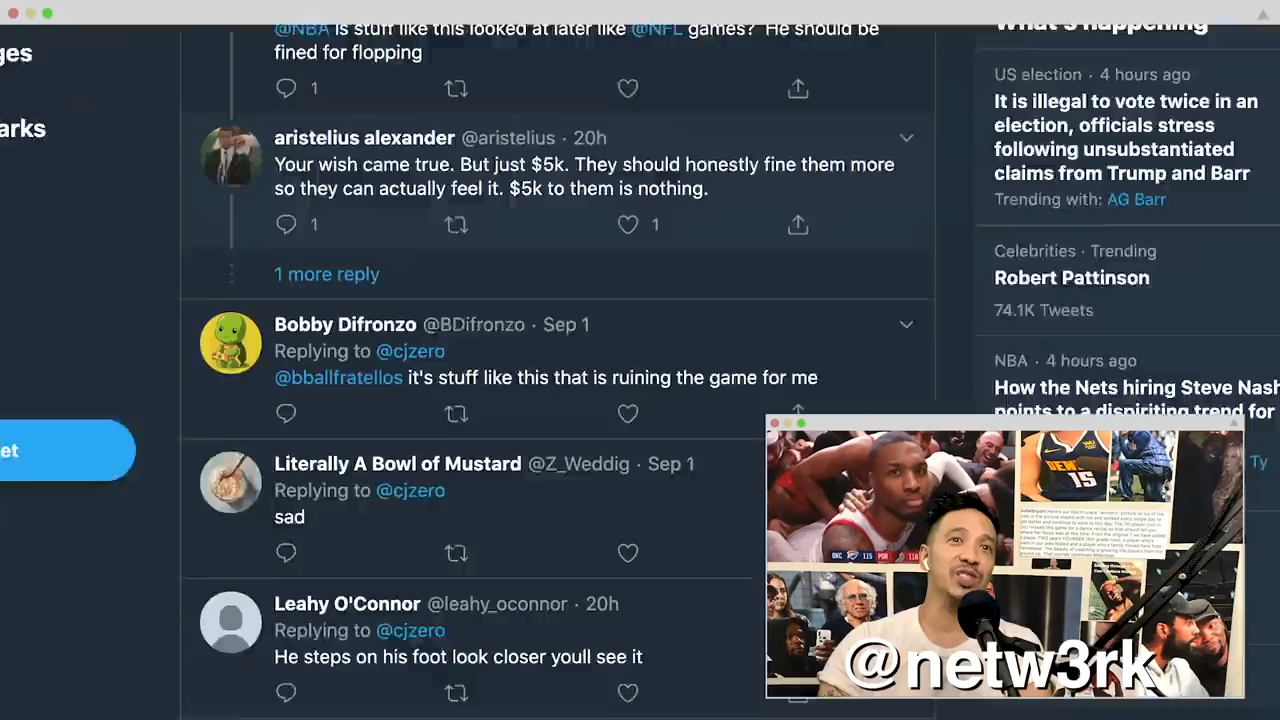 @NBA is stuff like this looked at later like @NFL games? He should be
fined for flopping
1
aristelius alexander @aristelius · 20h
Your wish came true. But just $5k. They should honestly fine them more
so they can actually feel it. $5k to them is nothing.
1
1
1 more reply
Bobby Difronzo @BDifronzo · Sep 1
Replying to @cjzero
@bballfratellos it's stuff like this that is ruining the game for me
Literally A Bowl of Mustard @Z_Weddig · Sep 1
Replying to @cjzero
sad
Leahy O'Connor @leahy_oconnor · 20h
Replying to @cjzero
He steps on his foot look closer youll see it
ges
arks
et
What's happening
US election · 4 hours ago
It is illegal to vote twice in an
election, officials stress
following unsubstantiated
claims from Trump and Barr
Trending with: AG Barr
Celebrities · Trending
Robert Pattinson
74.1K Tweets
NBA · 4 hours ago
How the Nets hiring Steve Nash
points to a dispiriting trend for
Ty
15
OKC 115 POR
@netw3rk